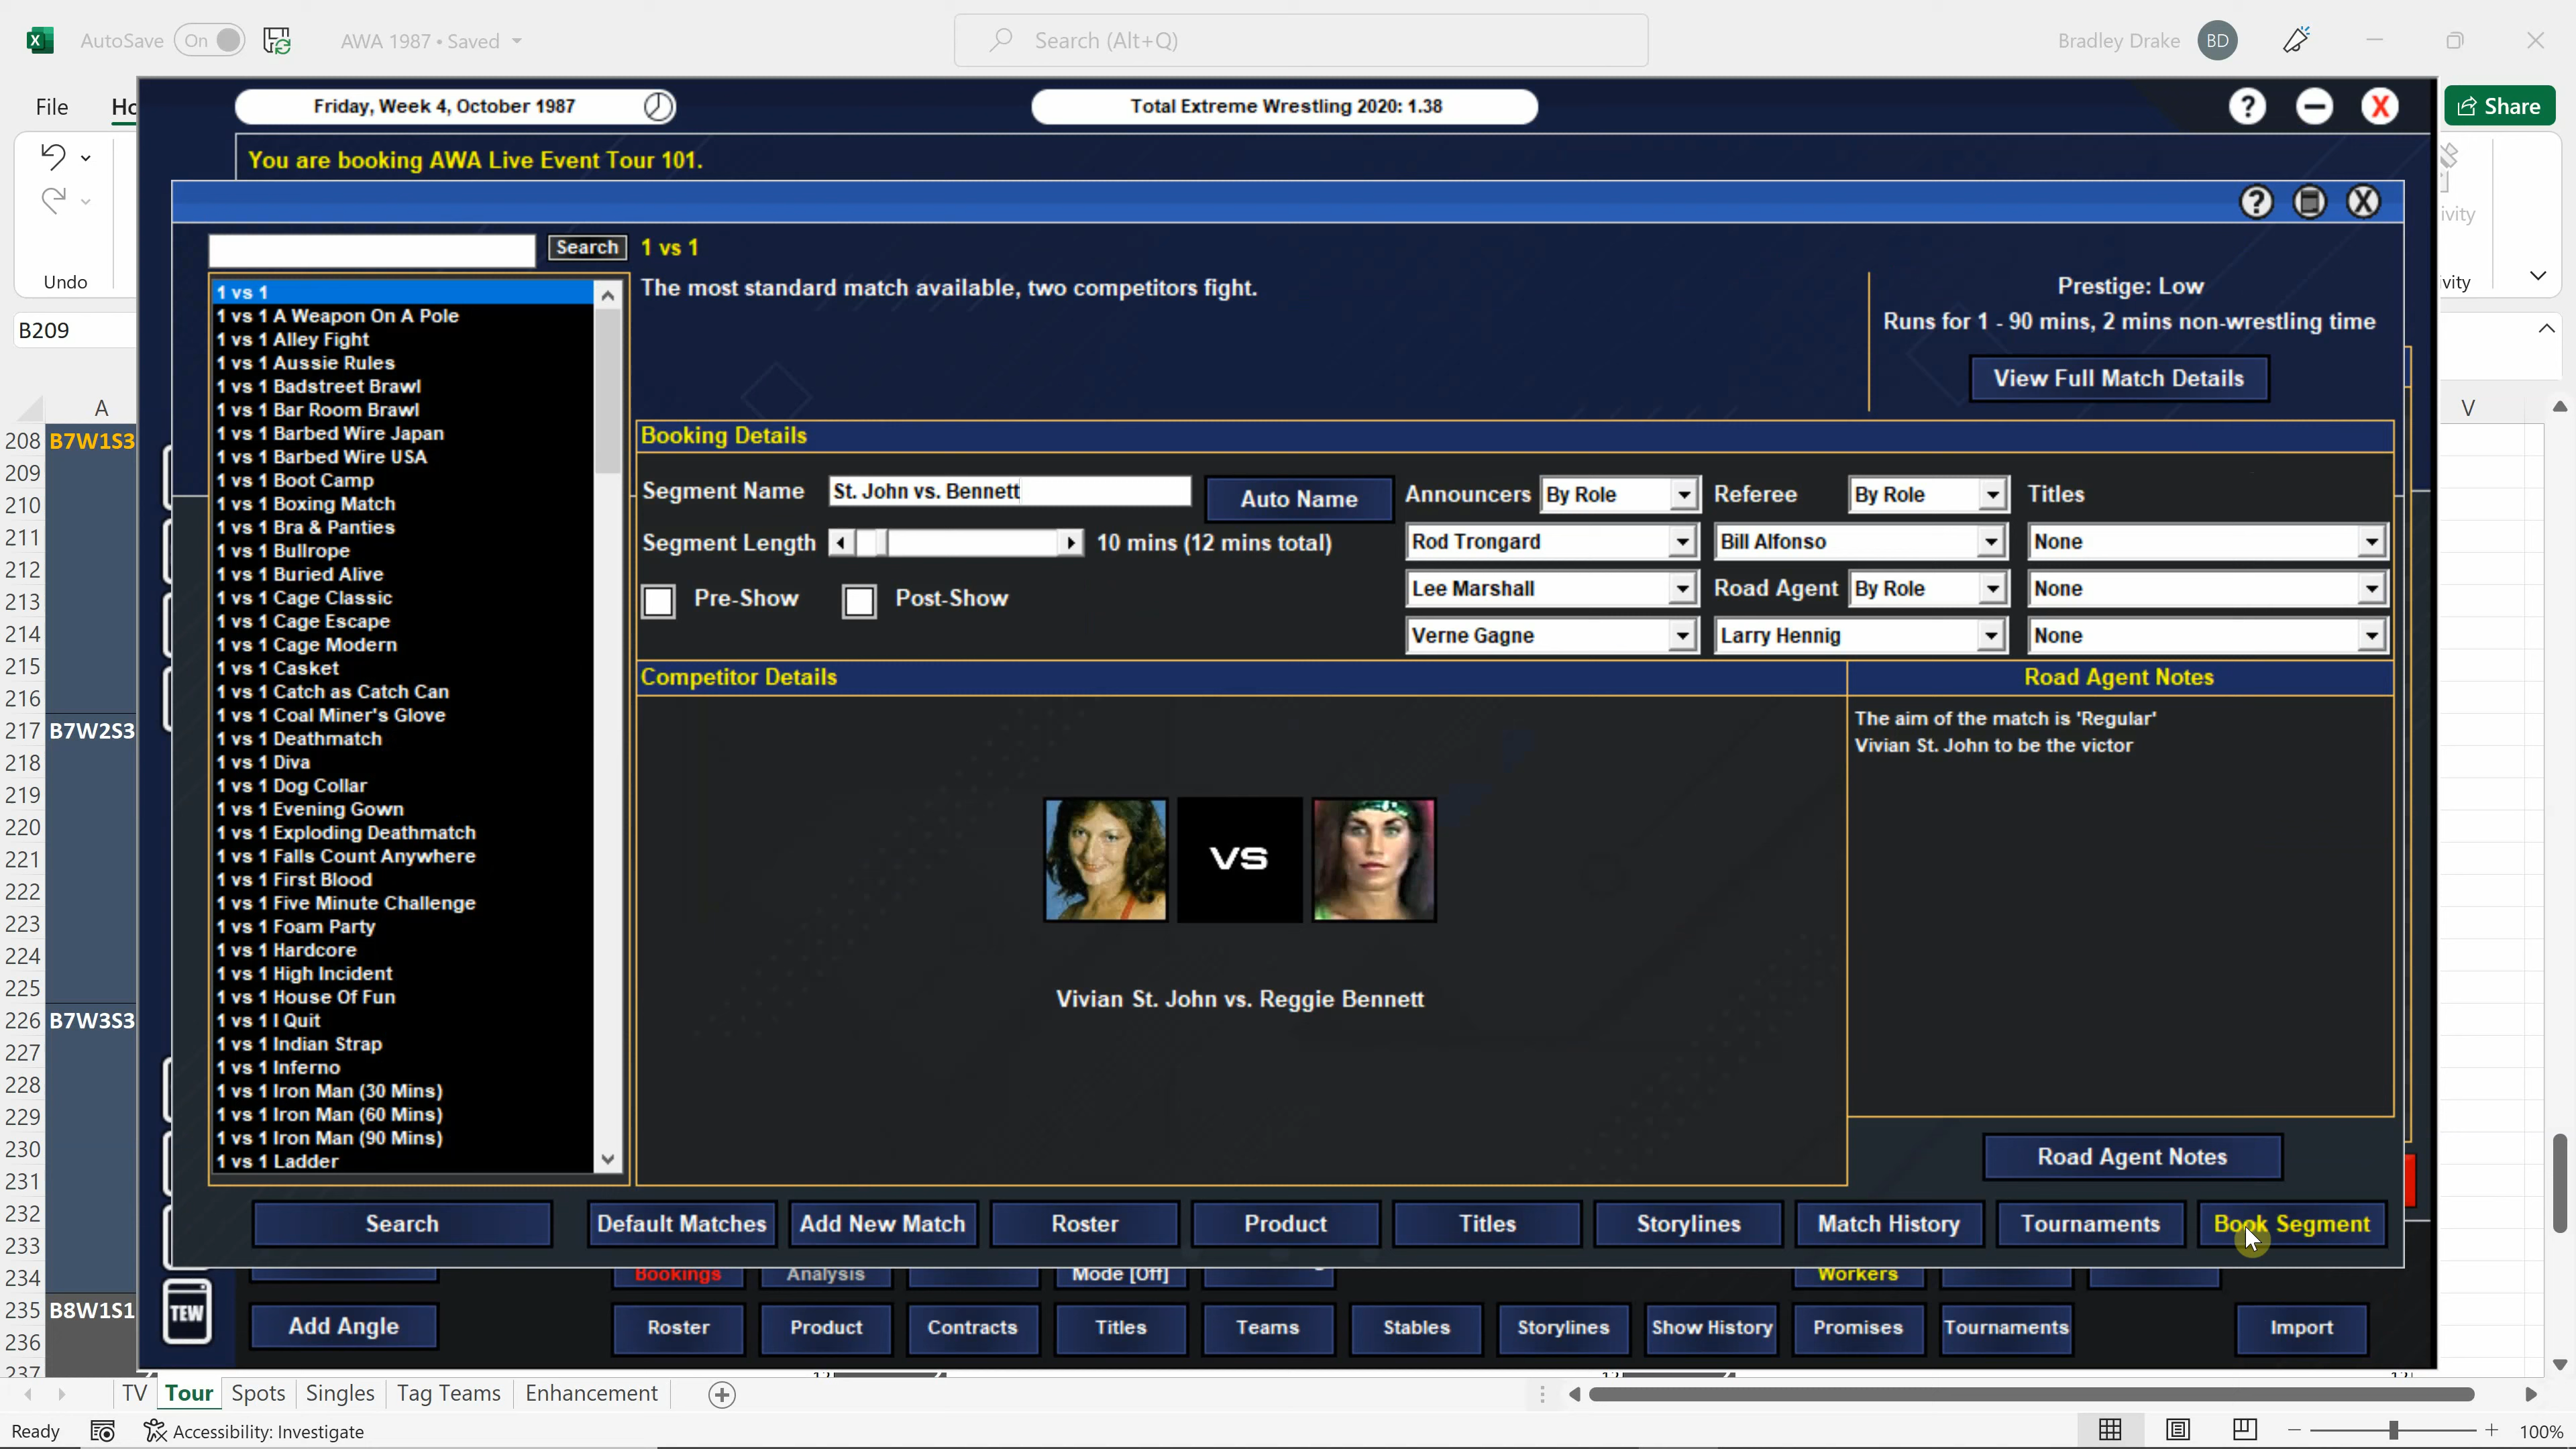 AutoSave On AWA 1987 • Saved Search (Alt+Q) Bradley Drake BD
File
Share
Undo
B209
A
V
208 B7W1S3
209
210
211
212
213
214
215
216
217 B7W2S3
218
219
220
221
222
223
224
225
226 B7W3S3
227
228
229
230
231
232
233
234
235 B8W1S1
236
237
Friday, Week 4, October 1987
Total Extreme Wrestling 2020: 1.38
You are booking AWA Live Event Tour 101.
Search
1 vs 1
The most standard match available, two competitors fight.
Prestige: Low
Runs for 1 - 90 mins, 2 mins non-wrestling time
View Full Match Details
1 vs 1
1 vs 1 A Weapon On A Pole
1 vs 1 Alley Fight
1 vs 1 Aussie Rules
1 vs 1 Badstreet Brawl
1 vs 1 Bar Room Brawl
1 vs 1 Barbed Wire Japan
1 vs 1 Barbed Wire USA
1 vs 1 Boot Camp
1 vs 1 Boxing Match
1 vs 1 Bra & Panties
1 vs 1 Bullrope
1 vs 1 Buried Alive
1 vs 1 Cage Classic
1 vs 1 Cage Escape
1 vs 1 Cage Modern
1 vs 1 Casket
1 vs 1 Catch as Catch Can
1 vs 1 Coal Miner's Glove
1 vs 1 Deathmatch
1 vs 1 Diva
1 vs 1 Dog Collar
1 vs 1 Evening Gown
1 vs 1 Exploding Deathmatch
1 vs 1 Falls Count Anywhere
1 vs 1 First Blood
1 vs 1 Five Minute Challenge
1 vs 1 Foam Party
1 vs 1 Hardcore
1 vs 1 High Incident
1 vs 1 House Of Fun
1 vs 1 I Quit
1 vs 1 Indian Strap
1 vs 1 Inferno
1 vs 1 Iron Man (30 Mins)
1 vs 1 Iron Man (60 Mins)
1 vs 1 Iron Man (90 Mins)
1 vs 1 Ladder
Booking Details
Segment Name St. John vs. Bennett Auto Name
Segment Length 10 mins (12 mins total)
Pre-Show Post-Show
Announcers By Role
Rod Trongard
Lee Marshall
Verne Gagne
Referee By Role
Bill Alfonso
Road Agent By Role
Larry Hennig
Titles
None
None
None
Competitor Details
VS
Vivian St. John vs. Reggie Bennett
Road Agent Notes
The aim of the match is 'Regular'
Vivian St. John to be the victor
Road Agent Notes
Search Default Matches Add New Match Roster Product Titles Storylines Match History Tournaments Book Segment
Bookings Analysis Mode [Off] Workers
TEW Add Angle Roster Product Contracts Titles Teams Stables Storylines Show History Promises Tournaments Import
TV Tour Spots Singles Tag Teams Enhancement
Ready Accessibility: Investigate 100%